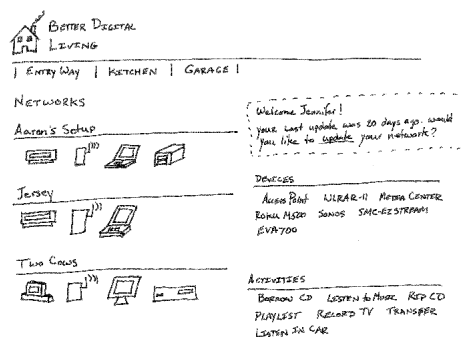 BETTER DIGITAL
LIVING
| ENTRY WAY | KITCHEN | GARAGE |
NETWORKS
Aaron's Setup
Jersey
Two Cows
Welcome Jennifer!
your last update was 20 days ago. would
you like to update your network?
DEVICES
Access Point WLRAR-11 MEDIA CENTER
ROKU M500 SONOS SMC-EZSTREAM
EVA700
ACTIVITIES
BORROW CD LISTEN to MUSIC RIP CD
PLAYLIST RECORD TV TRANSFER
LISTEN IN CAR